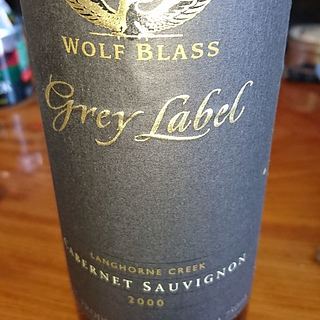 WOLF BLASS
Grey Label
LANGHORNE CREEK
CABERNET SAUVIGNON
2000